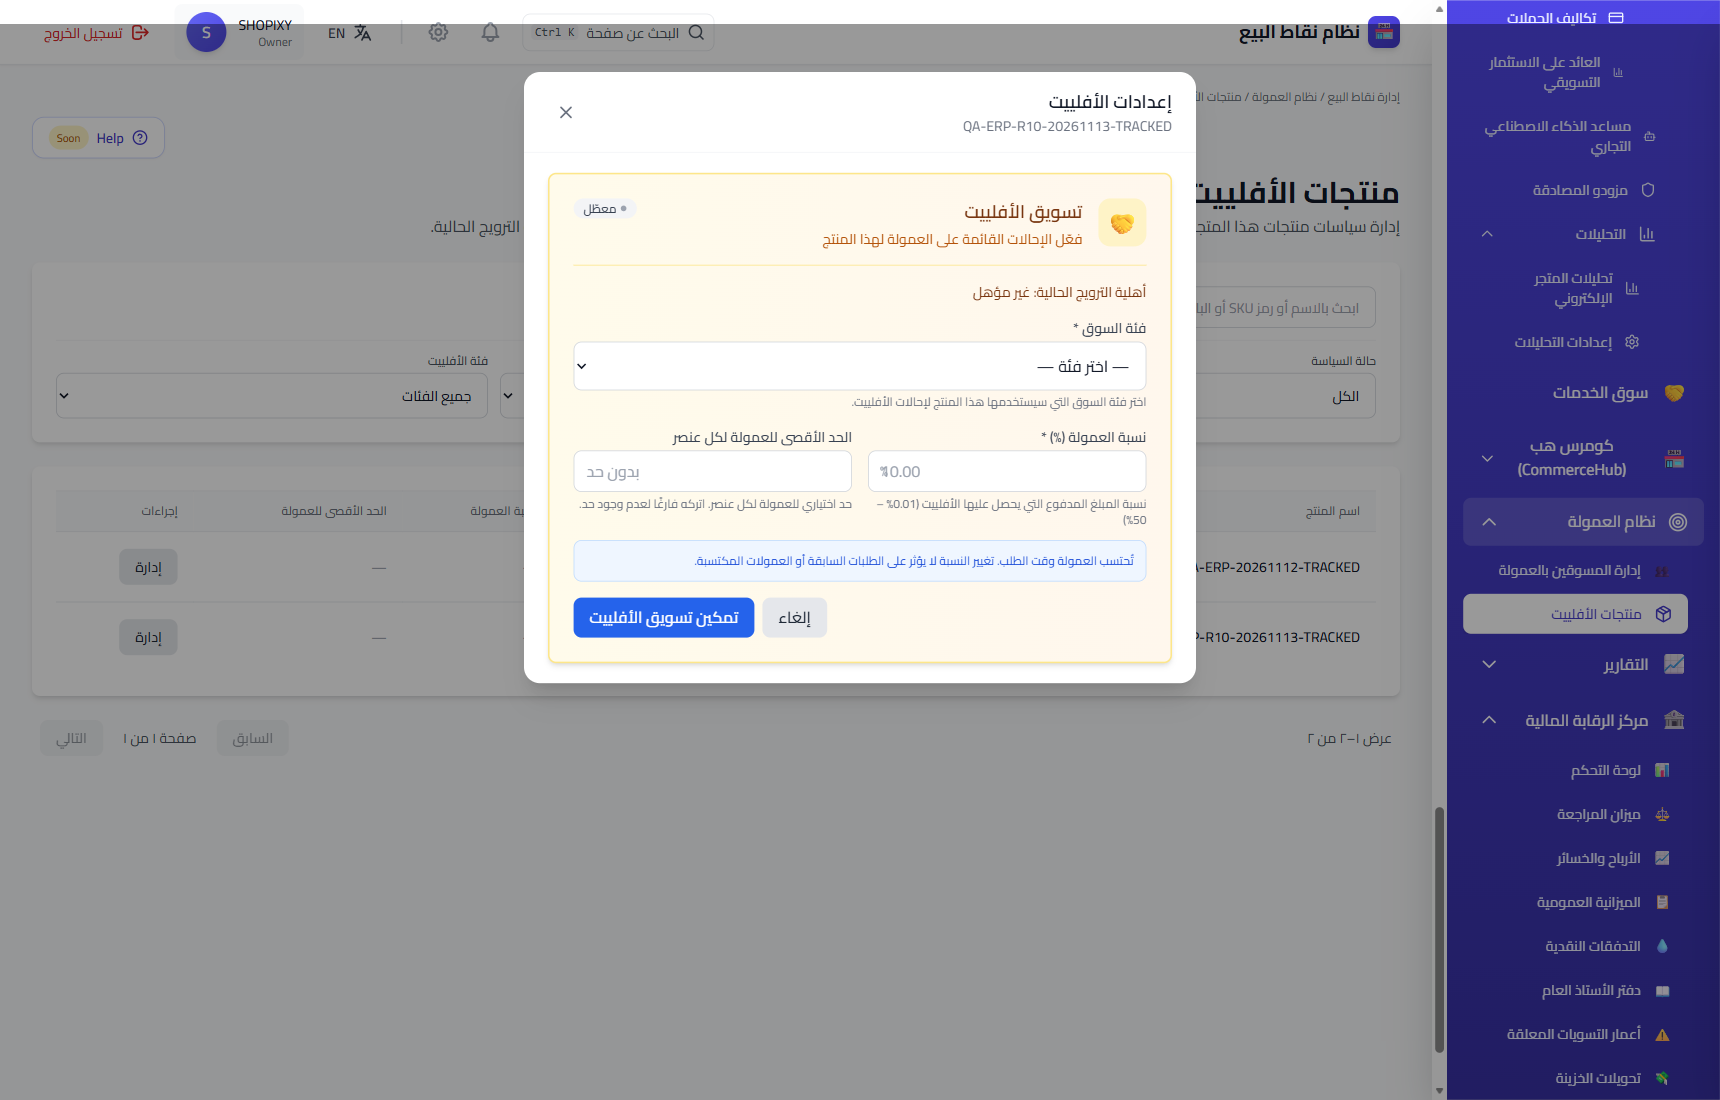 تكاليف الحملات
العائد على الاستثمار
التسويقي
مساعد الذكاء الاصطناعي
التجاري
مزودو المصادقة
التحليلات
تحليلات المتجر
الإلكتروني
إعدادات التحليلات
سوق الخدمات
كومرس هب
(CommerceHub)
نظام العمولة
إدارة المسوقين بالعمولة
منتجات الأفلييت
التقارير
مركز الرقابة المالية
لوحة التحكم
ميزان المراجعة
الأرباح والخسائر
الميزانية العمومية
التدفقات النقدية
دفتر الأستاذ العام
أعمار التسويات المعلقة
تحويلات الخزينة
نظام نقاط البيع
البحث عن صفحة Ctrl K
EN
SHOPIXY
Owner
S
تسجيل الخروج
إدارة نقاط البيع / نظام العمولة / منتجات
Help Soon
منتجات الأفلييت
إدارة سياسات منتجات هذا
الترويج الحالية.
ابحث بالاسم أو رمز SKU أو
حالة السياسة
الكل
فئة الأفلييت
جميع الفئات
اسم المنتج
العمولة
الحد الأقصى للعمولة
إجراءات
-ERP-20261112-TRACKED
—
إدارة
-R10-20261113-TRACKED
—
إدارة
عرض ١–٢ من ٢
السابق
صفحة ١ من ١
التالي
إعدادات الأفلييت
QA-ERP-R10-20261113-TRACKED
تسويق الأفلييت
معطّل
فعّل الإحالات القائمة على العمولة لهذا المنتج
أهلية الترويج الحالية: غير مؤهل
فئة السوق *
— اختر فئة —
اختر فئة السوق التي سيستخدمها هذا المنتج لإحالات الأفلييت.
نسبة العمولة (%) *
10.00
%
نسبة المبلغ المدفوع التي يحصل عليها الأفلييت (0.01% –
50%)
الحد الأقصى للعمولة لكل عنصر
بدون حد
حد اختياري للعمولة لكل عنصر. اتركه فارغًا لعدم وجود حد.
تُحتسب العمولة وقت الطلب. تغيير النسبة لا يؤثر على الطلبات السابقة أو العمولات المكتسبة.
إلغاء
تمكين تسويق الأفلييت